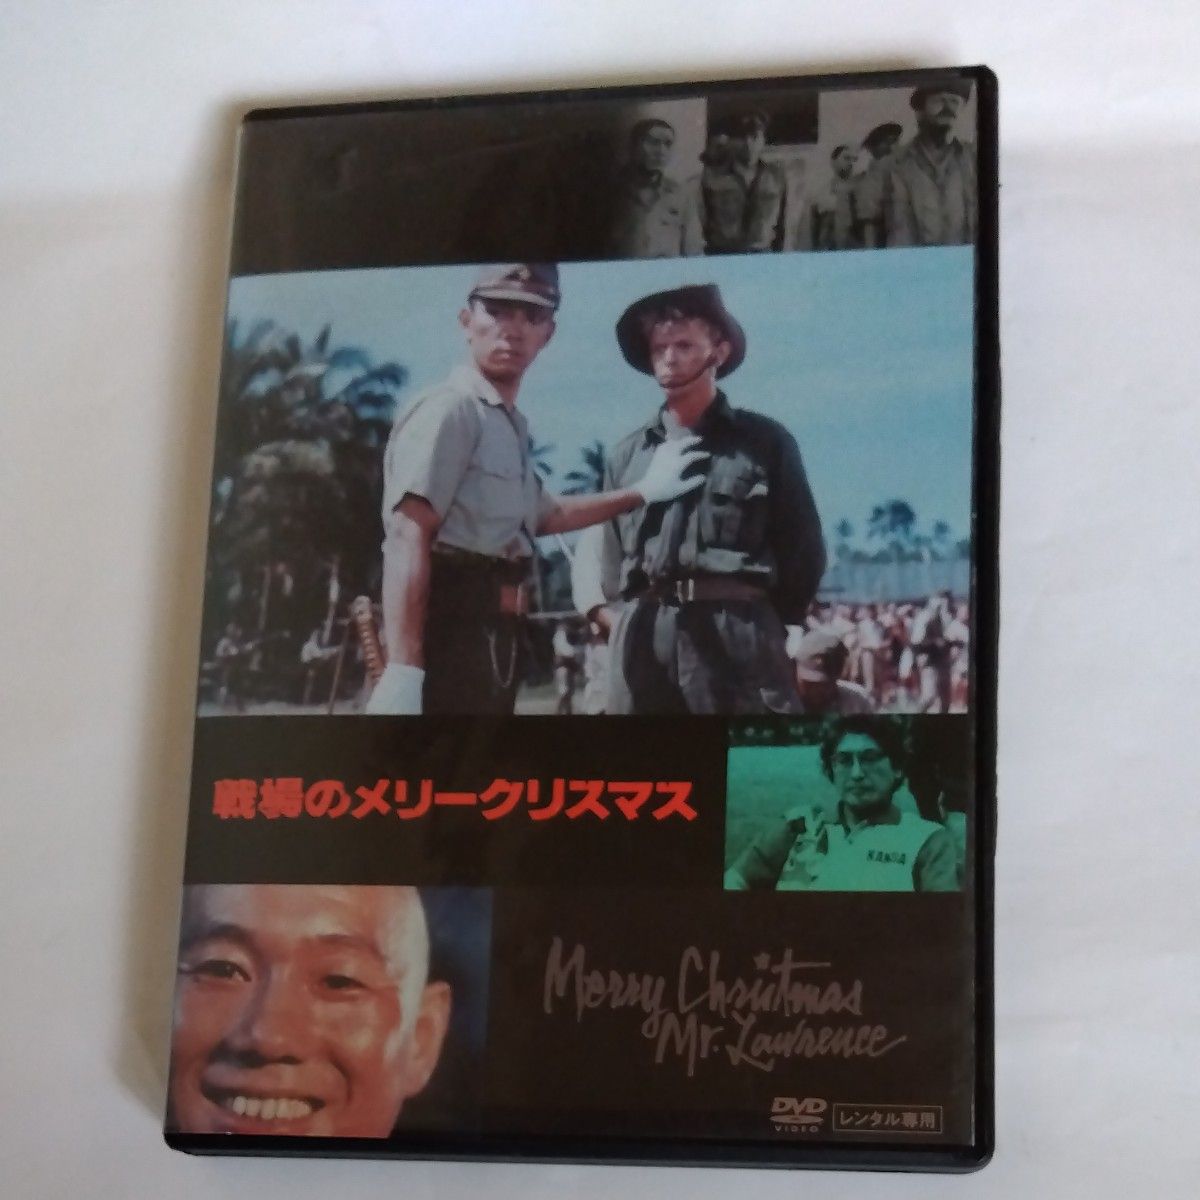 戦場のメリークリスマス
KANDA
Merry Christmas
Mr. Lawrence
DVD
VIDEO
レンタル専用